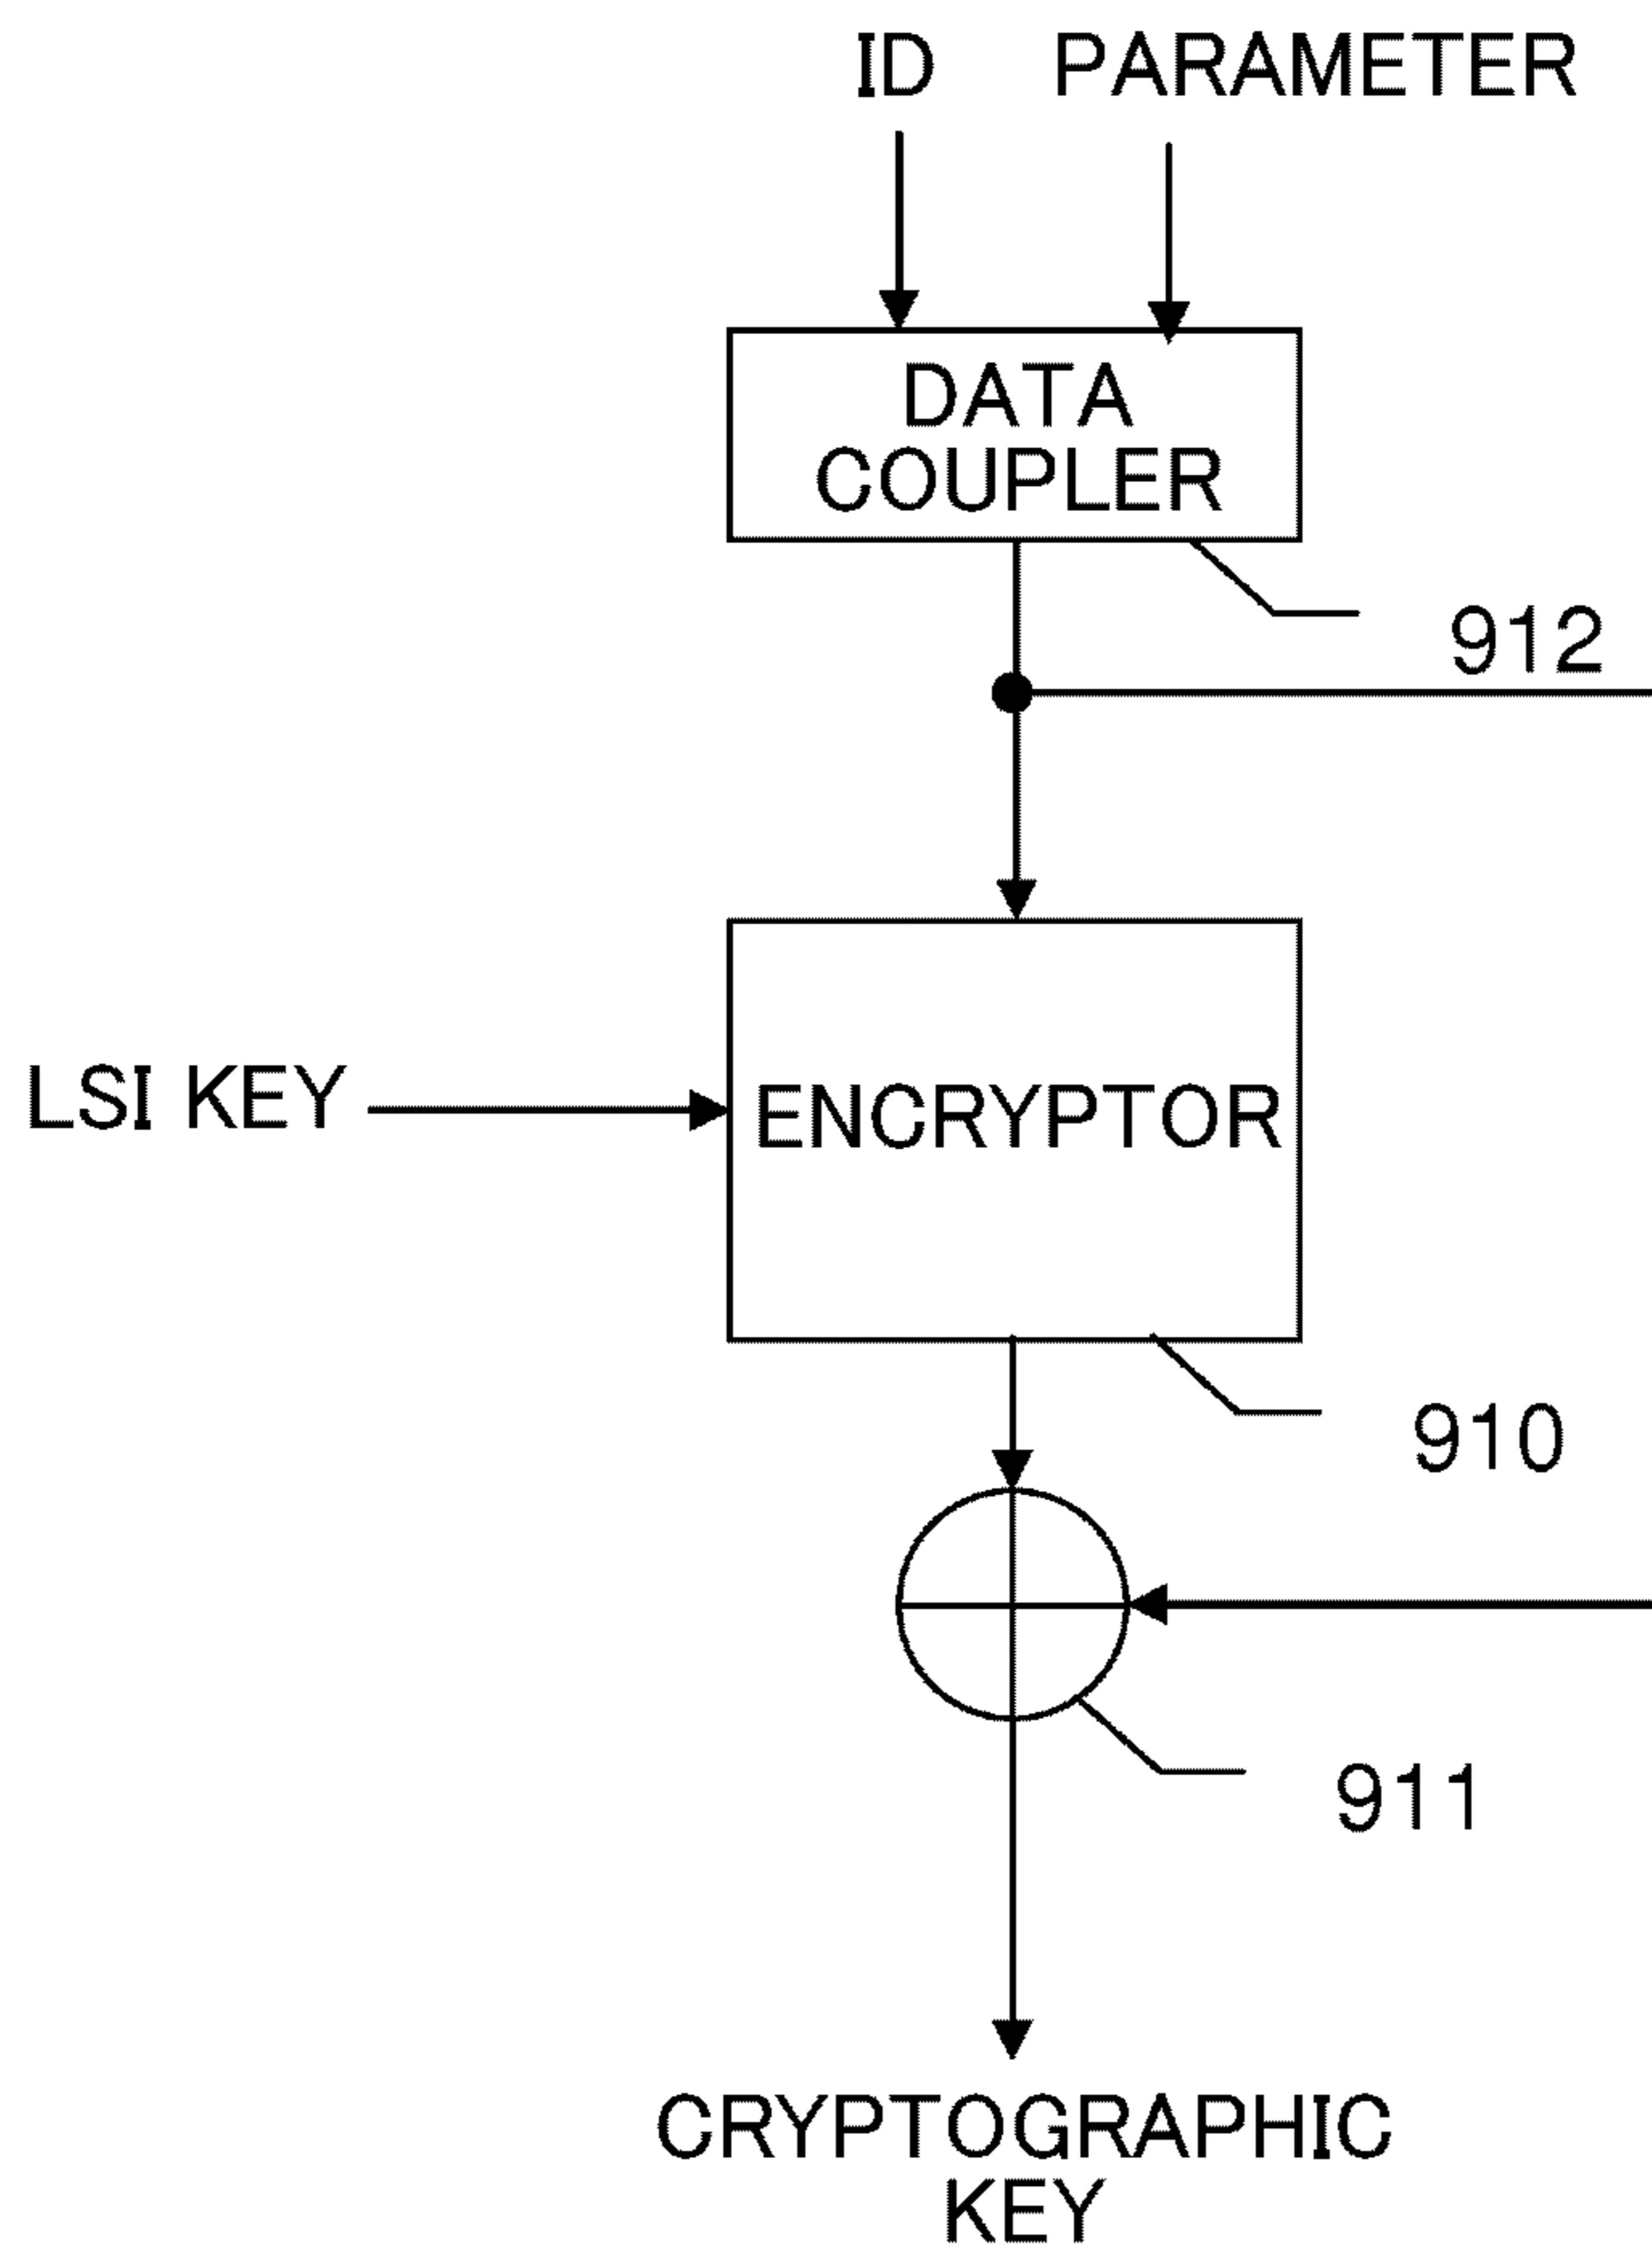 ID PARAMETER
DATA
COUPLER
912
LSI KEY
ENCRYPTOR
910
911
CRYPTOGRAPHIC
KEY